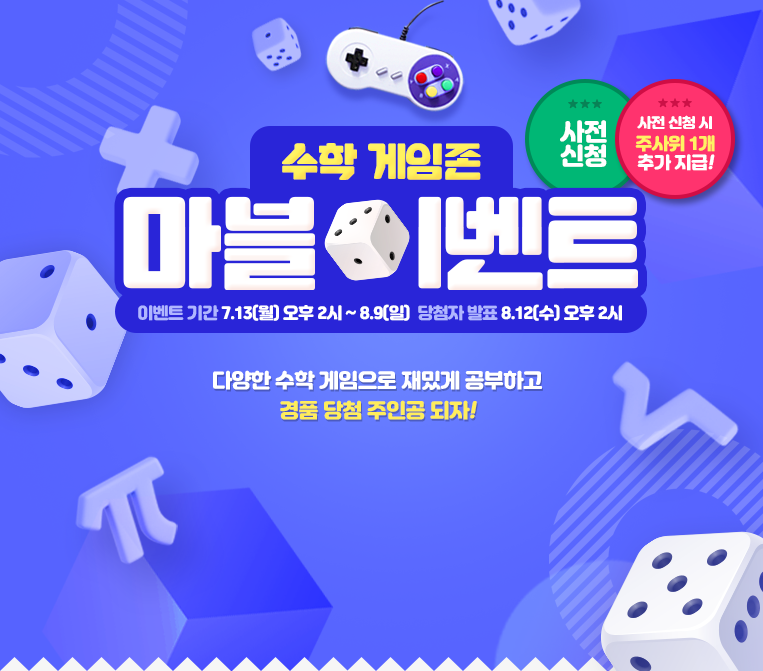 사전
신청
사전 신청 시
주사위 1개
추가 지급!
수학 게임존
마블 이벤트
이벤트 기간 7.13(월) 오후 2시 ~ 8.9(일) 당첨자 발표 8.12(수) 오후 2시
다양한 수학 게임으로 재밌게 공부하고
경품 당첨 주인공 되자!